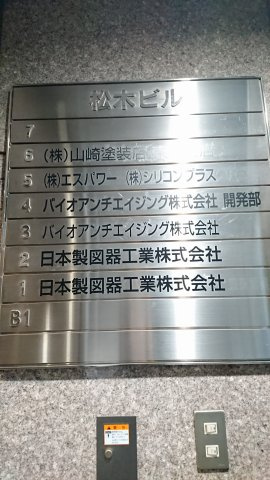 松木ビル
7
6 (株)山崎塗装店
5 (株)エスパワー (株)シリコンプラス
4 バイオアンチエイジング株式会社 開発部
3 バイオアンチエイジング株式会社
2 日本製図器工業株式会社
1 日本製図器工業株式会社
B1